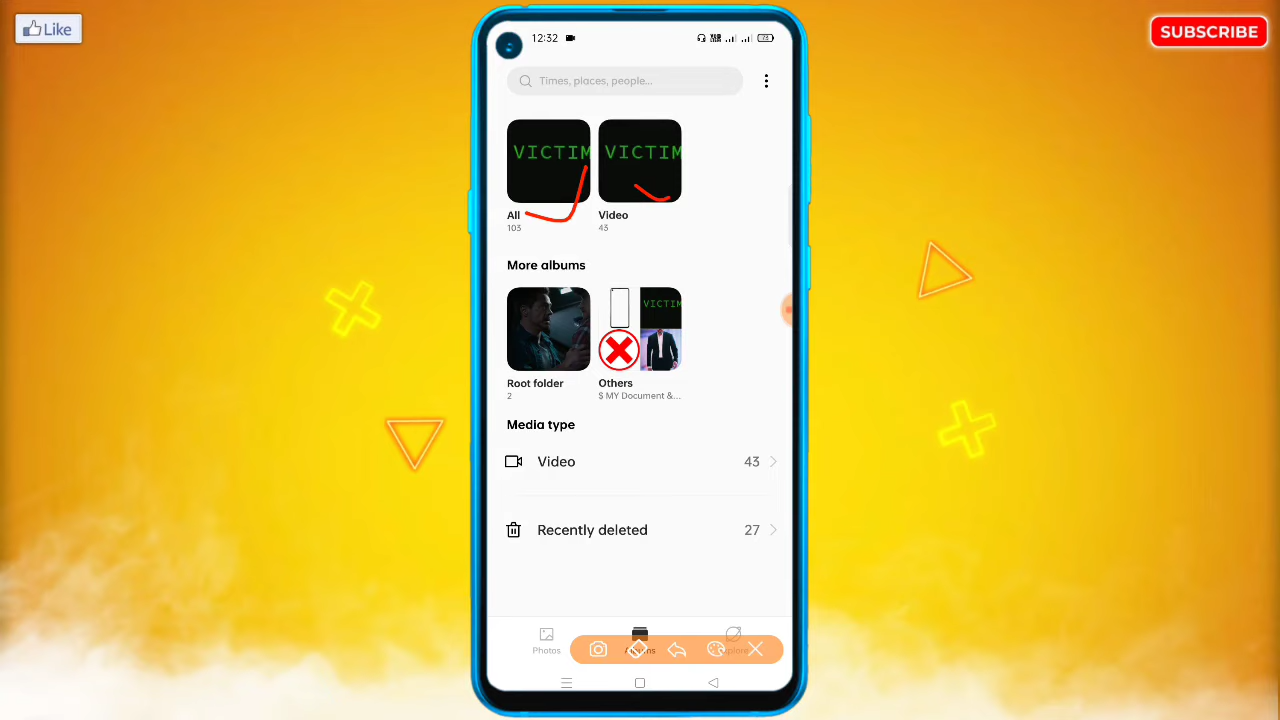 Like
SUBSCRIBE
12:32
Times, places, people...
VICTIM
VICTIM
All
Video
103
43
More albums
VICTIM
Root folder
Others
2
$ MY Document &...
Media type
Video 43
Recently deleted 27
Photos
Albums
Explore